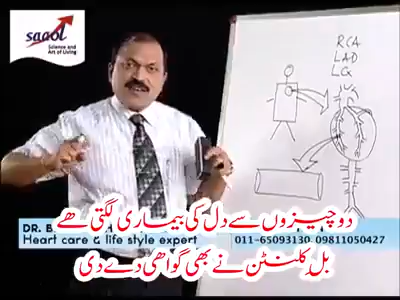 saaol
Science and
Art of Living
RCA
LAD
LCX
دو چیزوں سے دل کی بیماری لگتی ھے
DR. B
Heart care & life style expert
011-65093130 09811050427
بل کلنٹن نے بھی گواھی دے دی